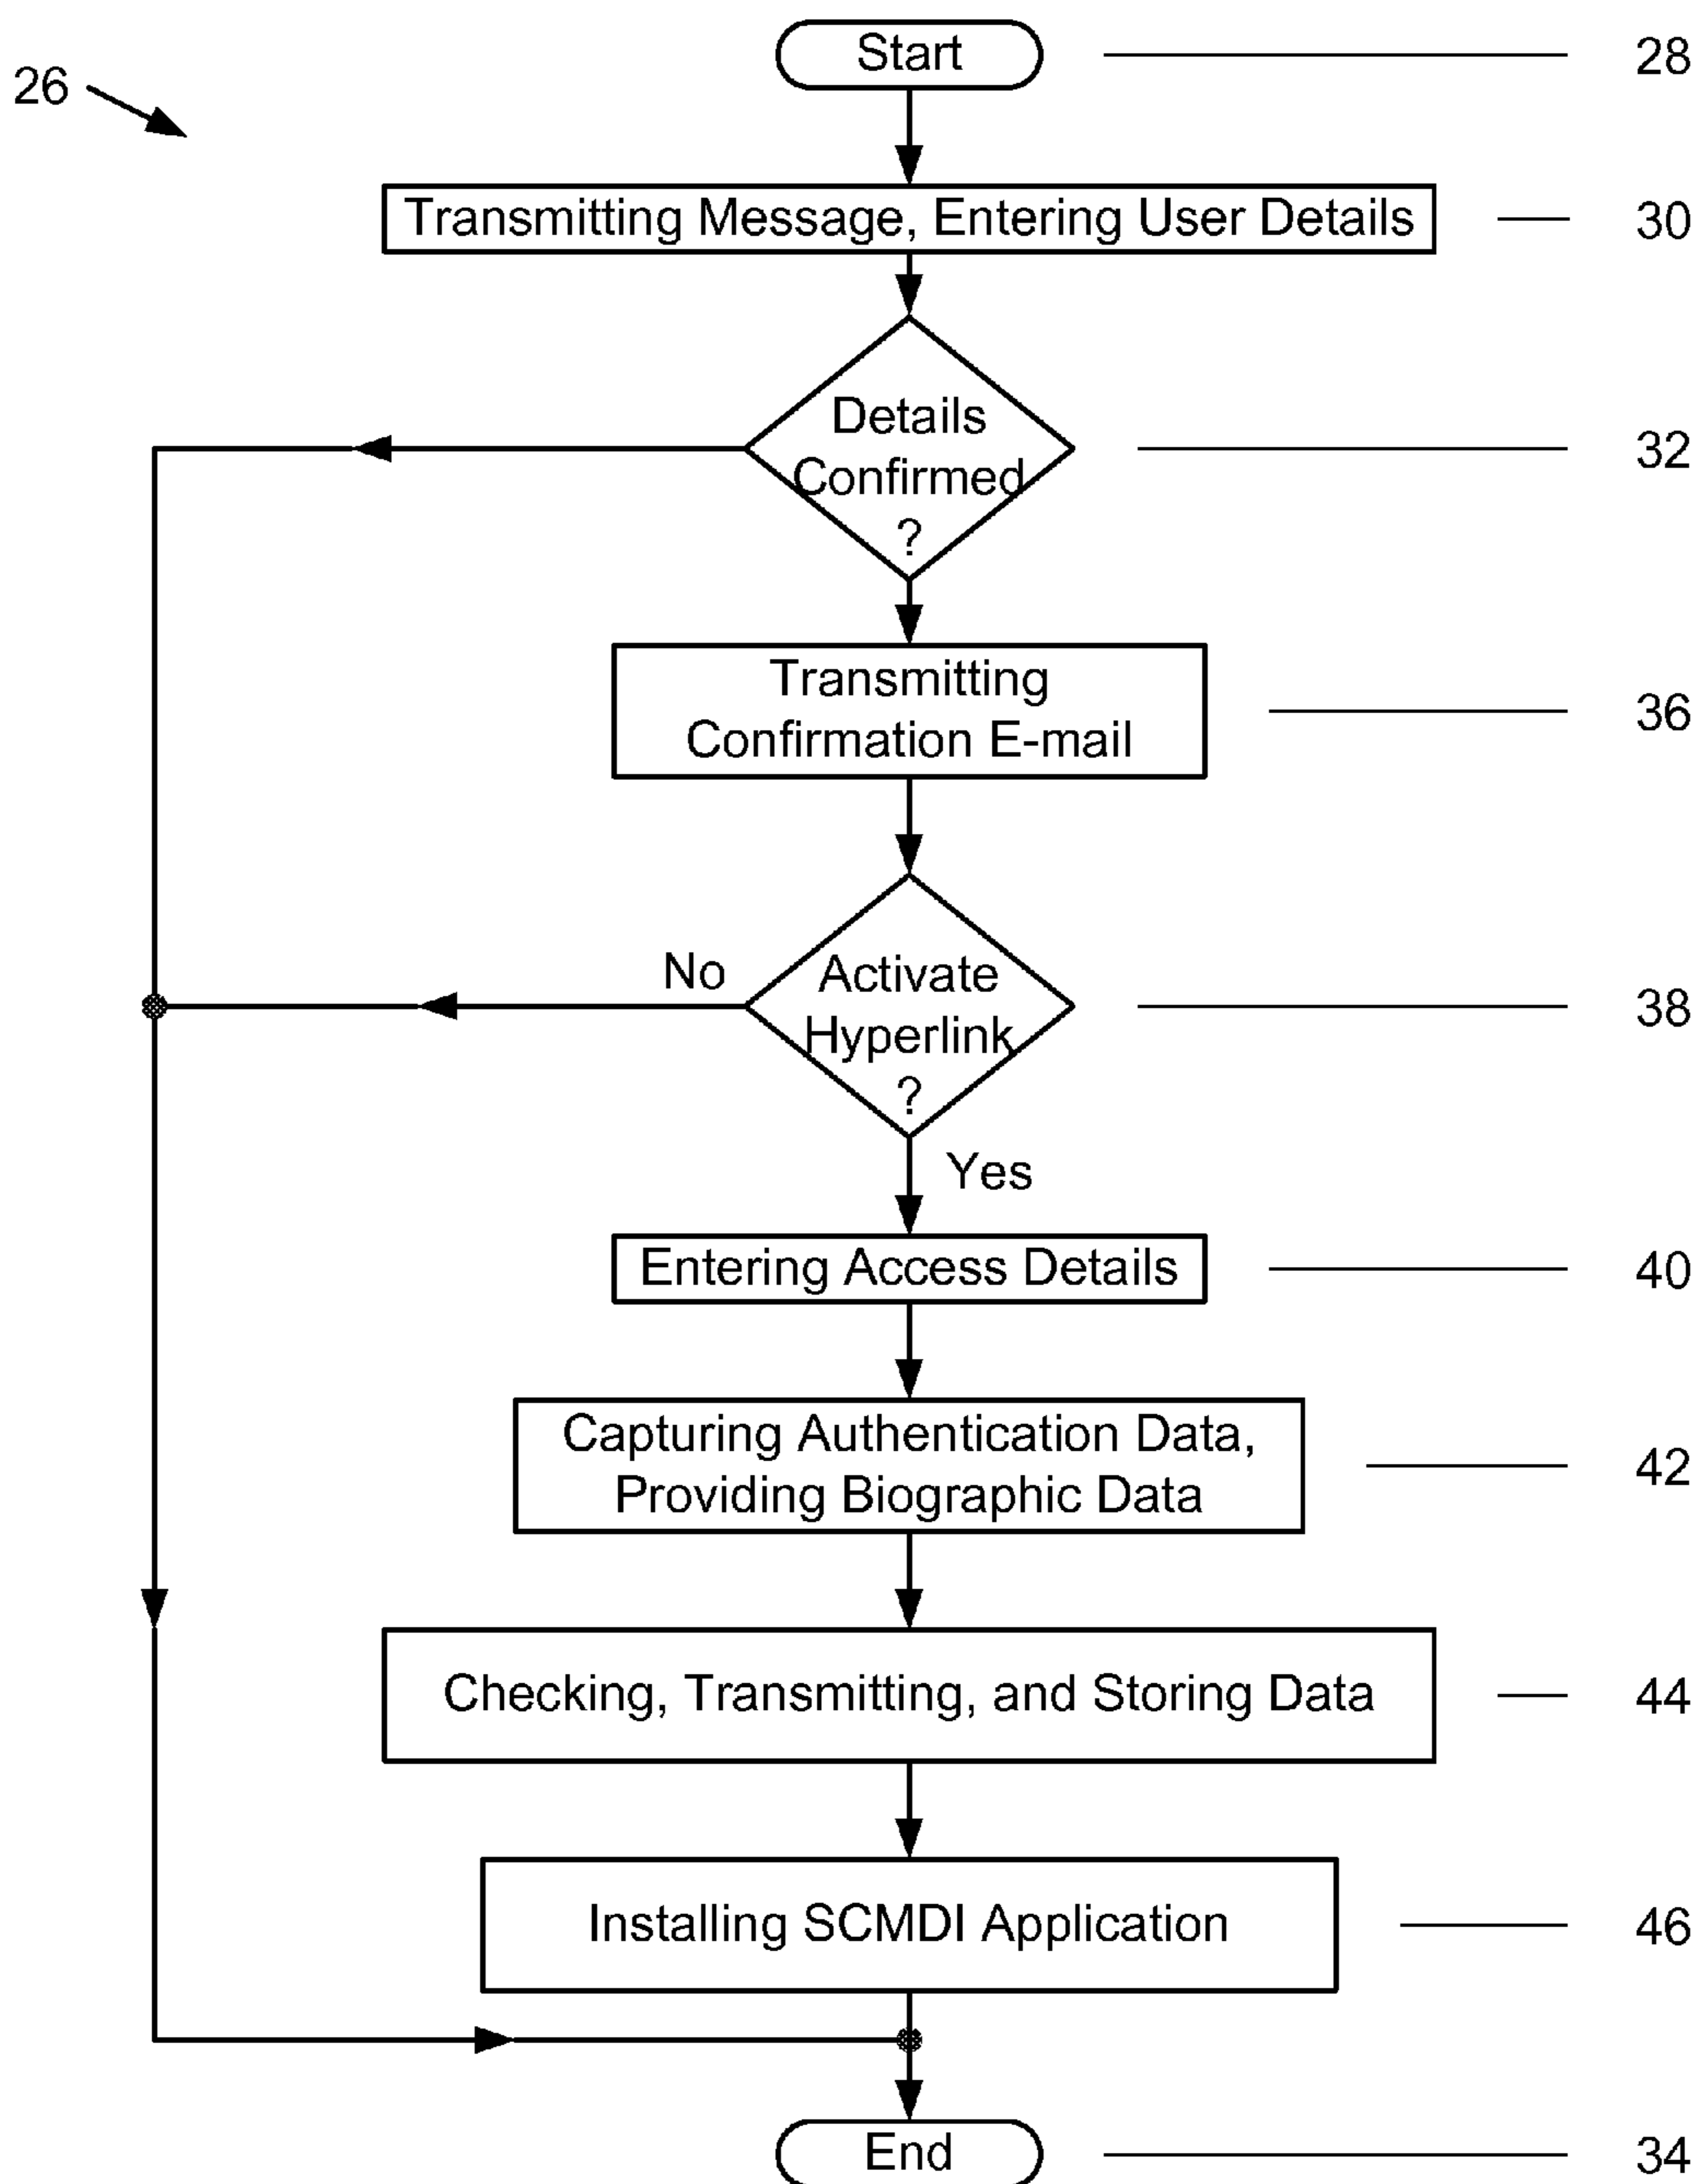 Start
28
26
Transmitting Message, Entering User Details
30
Details
Confirmed
?
32
Transmitting
Confirmation E-mail
36
No
Activate
Hyperlink
?
38
Yes
Entering Access Details
40
Capturing Authentication Data,
Providing Biographic Data
42
Checking, Transmitting, and Storing Data
44
Installing SCMDI Application
46
End
34